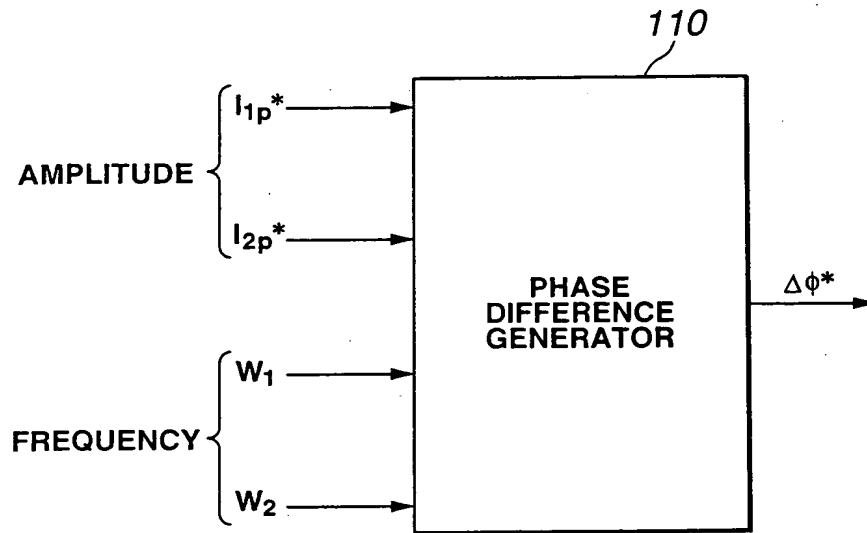 110
I1p*
AMPLITUDE
I2p*
PHASE
DIFFERENCE
GENERATOR
Δϕ*
W1
FREQUENCY
W2